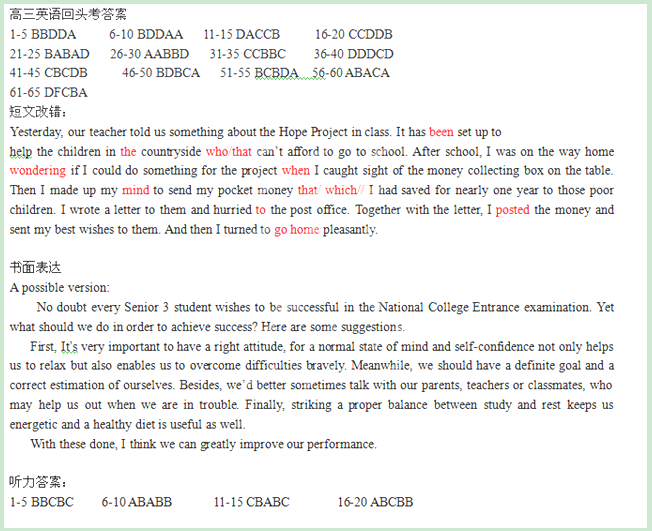 高三英语回头考答案
1-5 BBDDA 6-10 BDDAA 11-15 DACCB 16-20 CCDDB
21-25 BABAD 26-30 AABBD 31-35 CCBBC 36-40 DDDCD
41-45 CBCDB 46-50 BDBCA 51-55 BCBDA 56-60 ABACA
61-65 DFCBA
短文改错：
Yesterday, our teacher told us something about the Hope Project in class. It has been set up to
help the children in the countryside who/that can’t afford to go to school. After school, I was on the way home
wondering if I could do something for the project when I caught sight of the money collecting box on the table.
Then I made up my mind to send my pocket money that/ which// I had saved for nearly one year to those poor
children. I wrote a letter to them and hurried to the post office. Together with the letter, I posted the money and
sent my best wishes to them. And then I turned to go home pleasantly.
书面表达
A possible version:
No doubt every Senior 3 student wishes to be successful in the National College Entrance examination. Yet
what should we do in order to achieve success? Here are some suggestions.
First, It's very important to have a right attitude, for a normal state of mind and self-confidence not only helps
us to relax but also enables us to overcome difficulties bravely. Meanwhile, we should have a definite goal and a
correct estimation of ourselves. Besides, we’d better sometimes talk with our parents, teachers or classmates, who
may help us out when we are in trouble. Finally, striking a proper balance between study and rest keeps us
energetic and a healthy diet is useful as well.
With these done, I think we can greatly improve our performance.
听力答案：
1-5 BBCBC 6-10 ABABB 11-15 CBABC 16-20 ABCBB